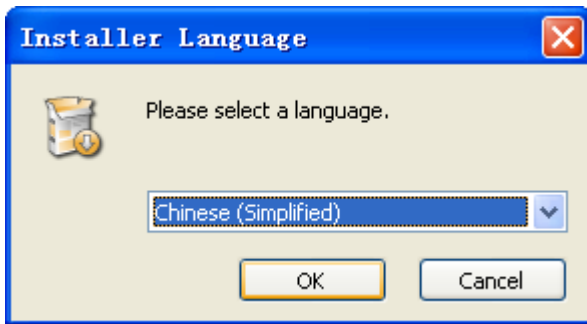 Installer Language
Please select a language.
Chinese (Simplified)
OK
Cancel